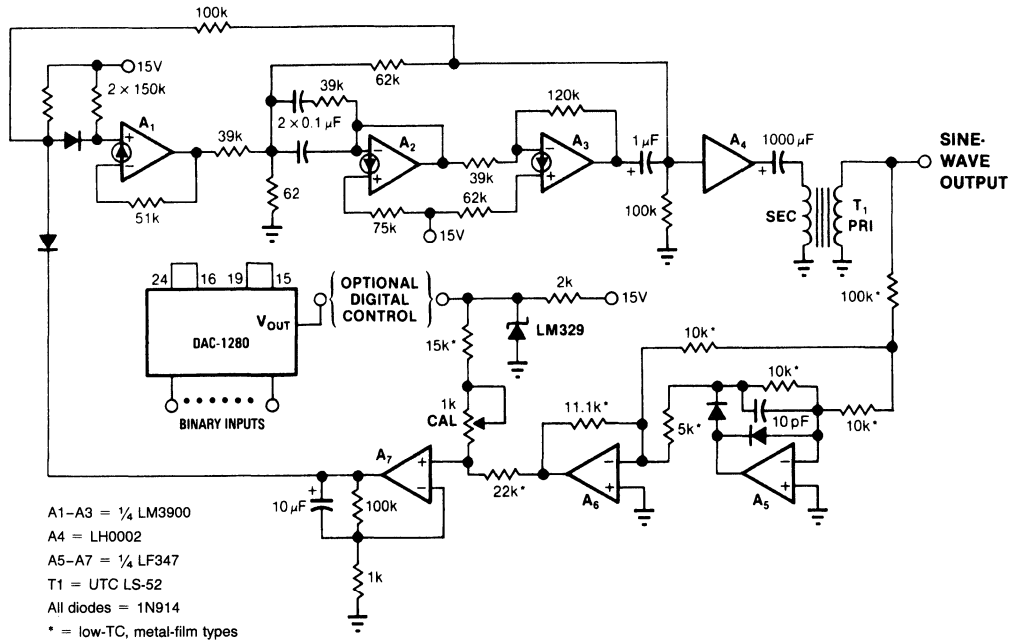 100k
15V
2 × 150k
A1
+
−
51k
39k
62k
39k
2 × 0.1 μF
62
−
A2
+
75k
15V
62k
39k
120k
−
A3
+
1μF
+
100k
A4
1000 μF
+
SEC
T1
PRI
SINE-
WAVE
OUTPUT
24
16
19
15
VOUT
DAC-1280
BINARY INPUTS
OPTIONAL
DIGITAL
CONTROL
2k
15V
LM329
15k*
1k
CAL
100k*
10k*
10k*
10 pF
5k*
10k*
11.1k*
−
+
A5
−
+
A6
22k*
A7
+
−
+
10 μF
100k
1k
A1–A3 = ¼ LM3900
A4 = LH0002
A5–A7 = ¼ LF347
T1 = UTC LS-52
All diodes = 1N914
* = low-TC, metal-film types